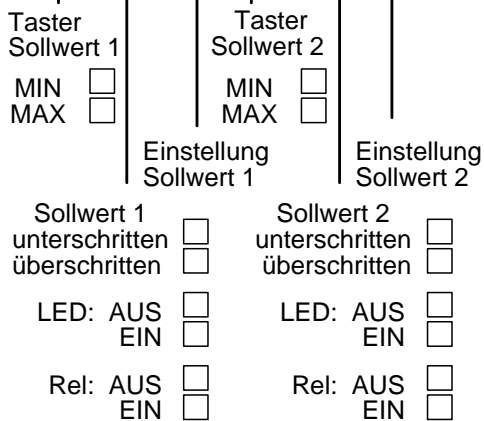 Taster
Sollwert 1
MIN
MAX
Taster
Sollwert 2
MIN
MAX
Einstellung
Sollwert 1
Einstellung
Sollwert 2
Sollwert 1
unterschritten
überschritten
LED: AUS
EIN
Rel: AUS
EIN
Sollwert 2
unterschritten
überschritten
LED: AUS
EIN
Rel: AUS
EIN